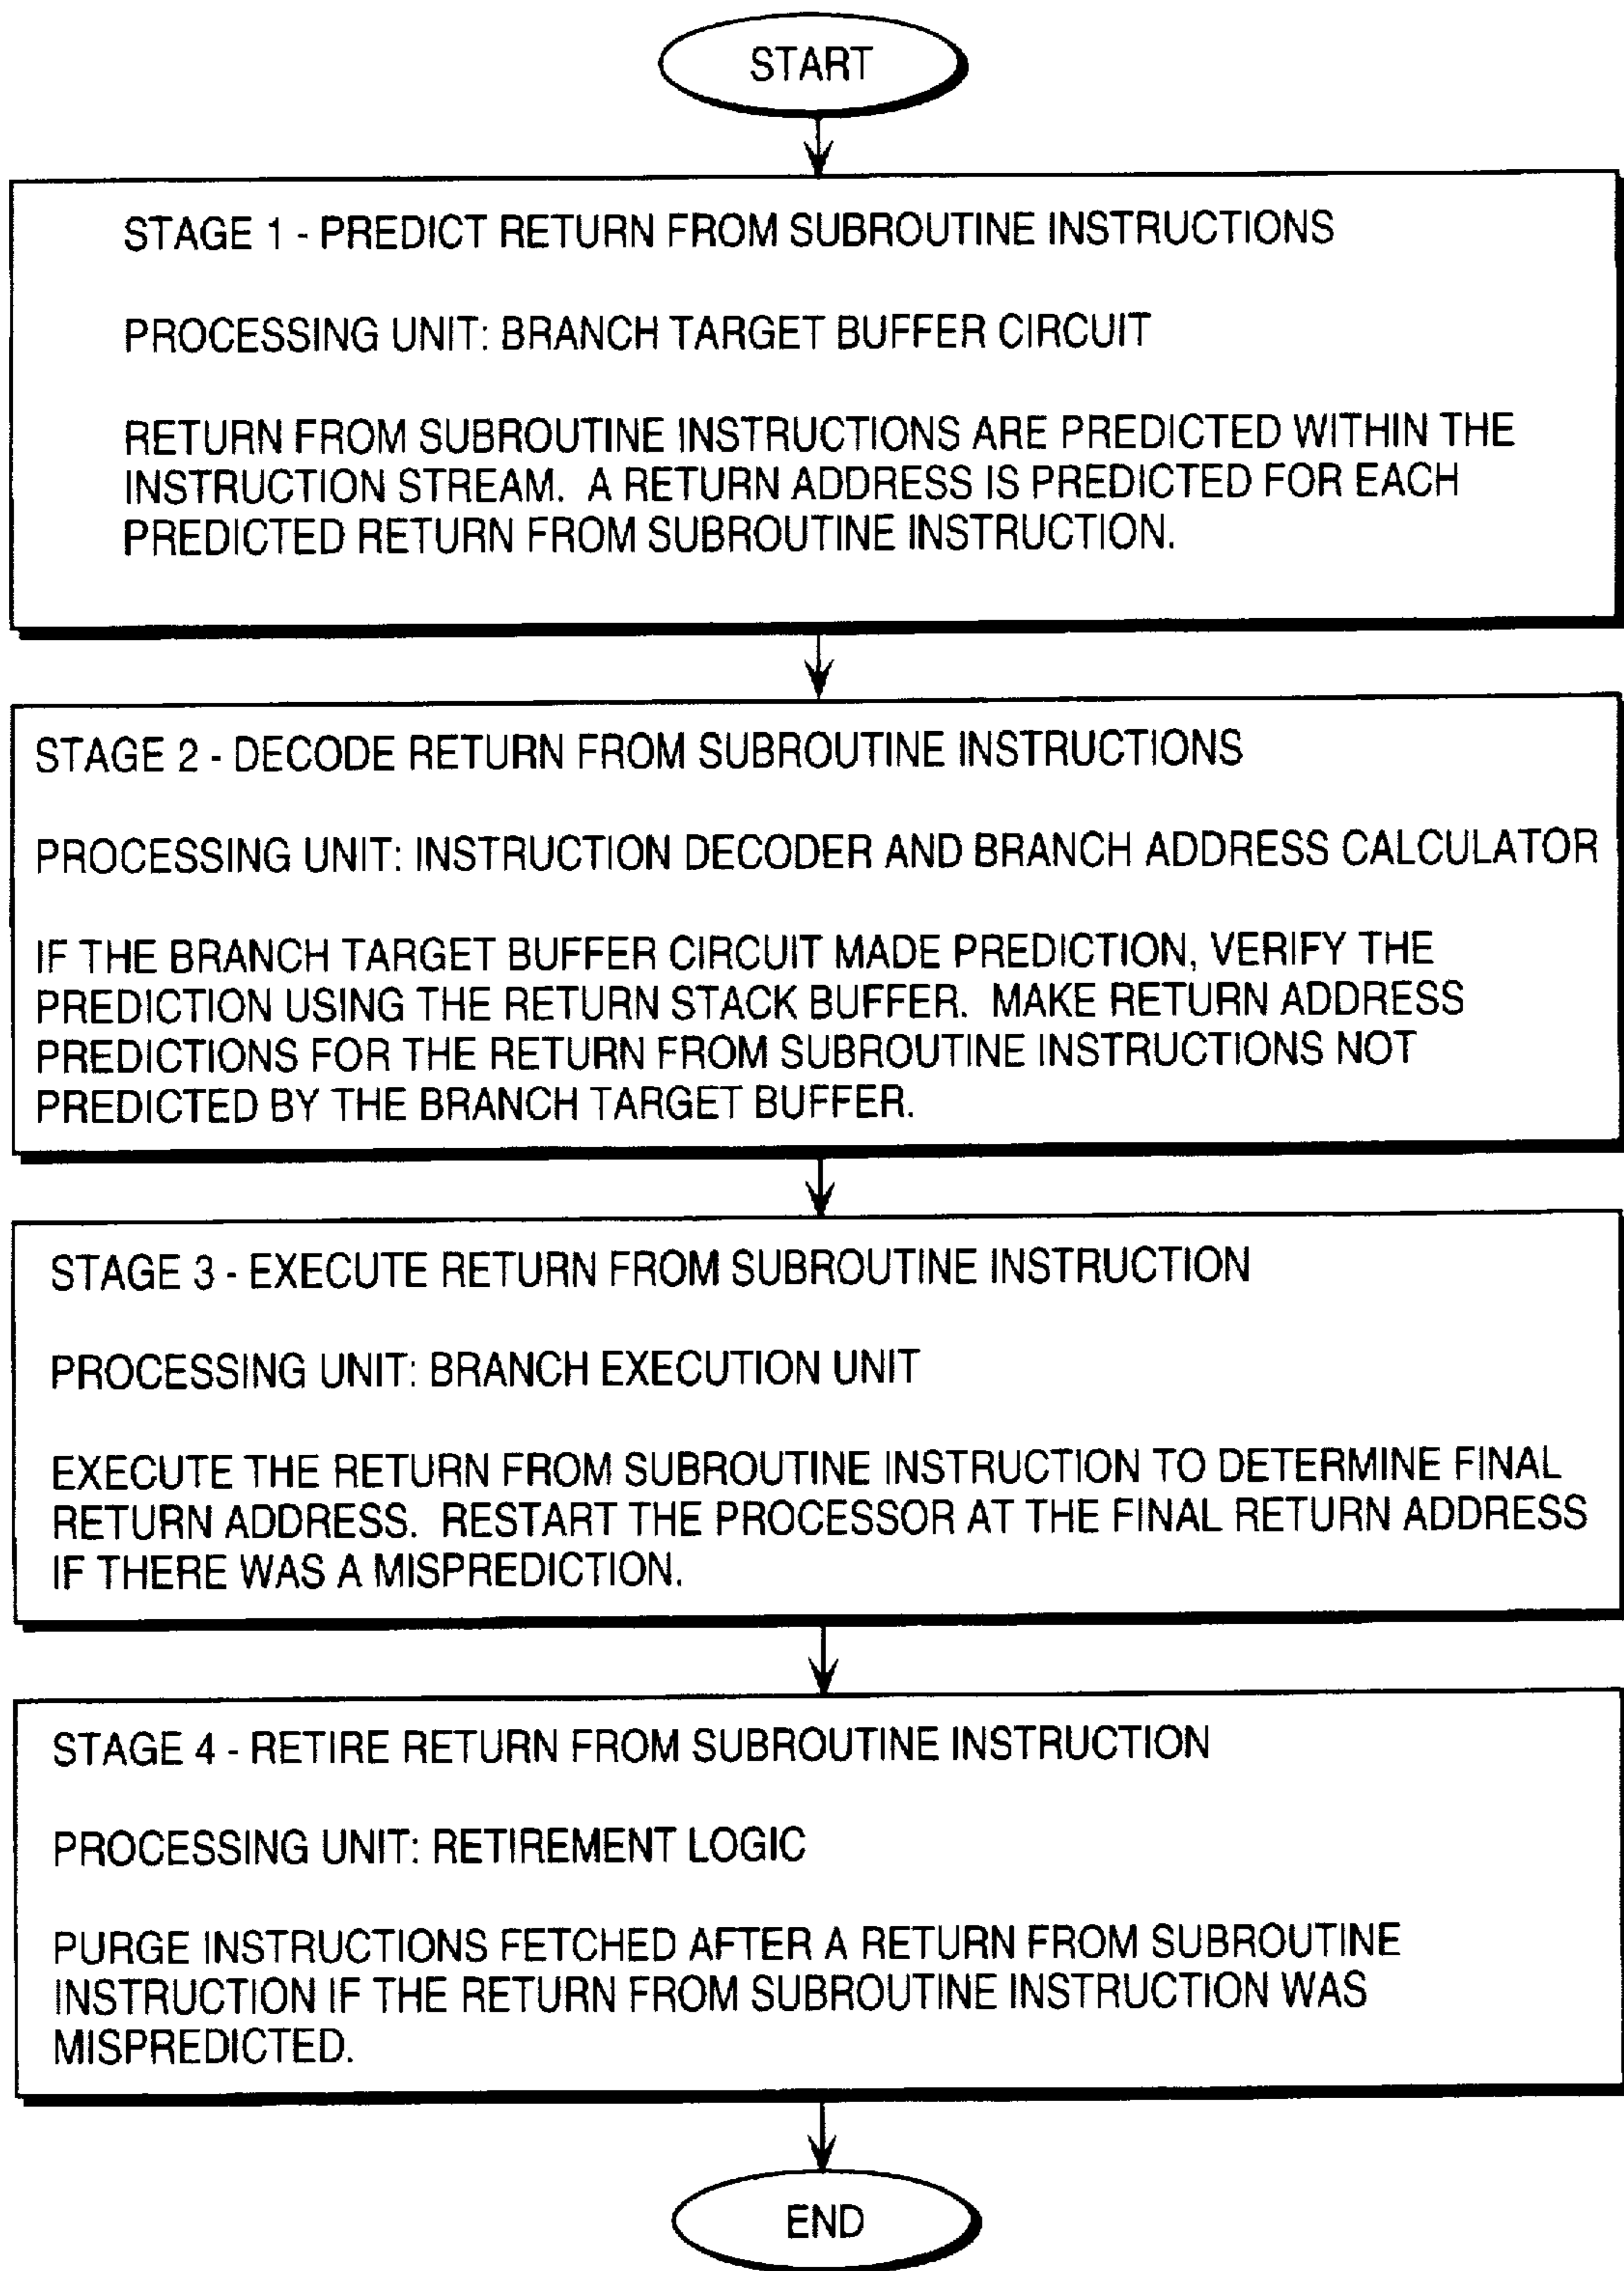 START
STAGE 1 - PREDICT RETURN FROM SUBROUTINE INSTRUCTIONS
PROCESSING UNIT: BRANCH TARGET BUFFER CIRCUIT
RETURN FROM SUBROUTINE INSTRUCTIONS ARE PREDICTED WITHIN THE
INSTRUCTION STREAM. A RETURN ADDRESS IS PREDICTED FOR EACH
PREDICTED RETURN FROM SUBROUTINE INSTRUCTION.
STAGE 2 - DECODE RETURN FROM SUBROUTINE INSTRUCTIONS
PROCESSING UNIT: INSTRUCTION DECODER AND BRANCH ADDRESS CALCULATOR
IF THE BRANCH TARGET BUFFER CIRCUIT MADE PREDICTION, VERIFY THE
PREDICTION USING THE RETURN STACK BUFFER. MAKE RETURN ADDRESS
PREDICTIONS FOR THE RETURN FROM SUBROUTINE INSTRUCTIONS NOT
PREDICTED BY THE BRANCH TARGET BUFFER.
STAGE 3 - EXECUTE RETURN FROM SUBROUTINE INSTRUCTION
PROCESSING UNIT: BRANCH EXECUTION UNIT
EXECUTE THE RETURN FROM SUBROUTINE INSTRUCTION TO DETERMINE FINAL
RETURN ADDRESS. RESTART THE PROCESSOR AT THE FINAL RETURN ADDRESS
IF THERE WAS A MISPREDICTION.
STAGE 4 - RETIRE RETURN FROM SUBROUTINE INSTRUCTION
PROCESSING UNIT: RETIREMENT LOGIC
PURGE INSTRUCTIONS FETCHED AFTER A RETURN FROM SUBROUTINE
INSTRUCTION IF THE RETURN FROM SUBROUTINE INSTRUCTION WAS
MISPREDICTED.
END